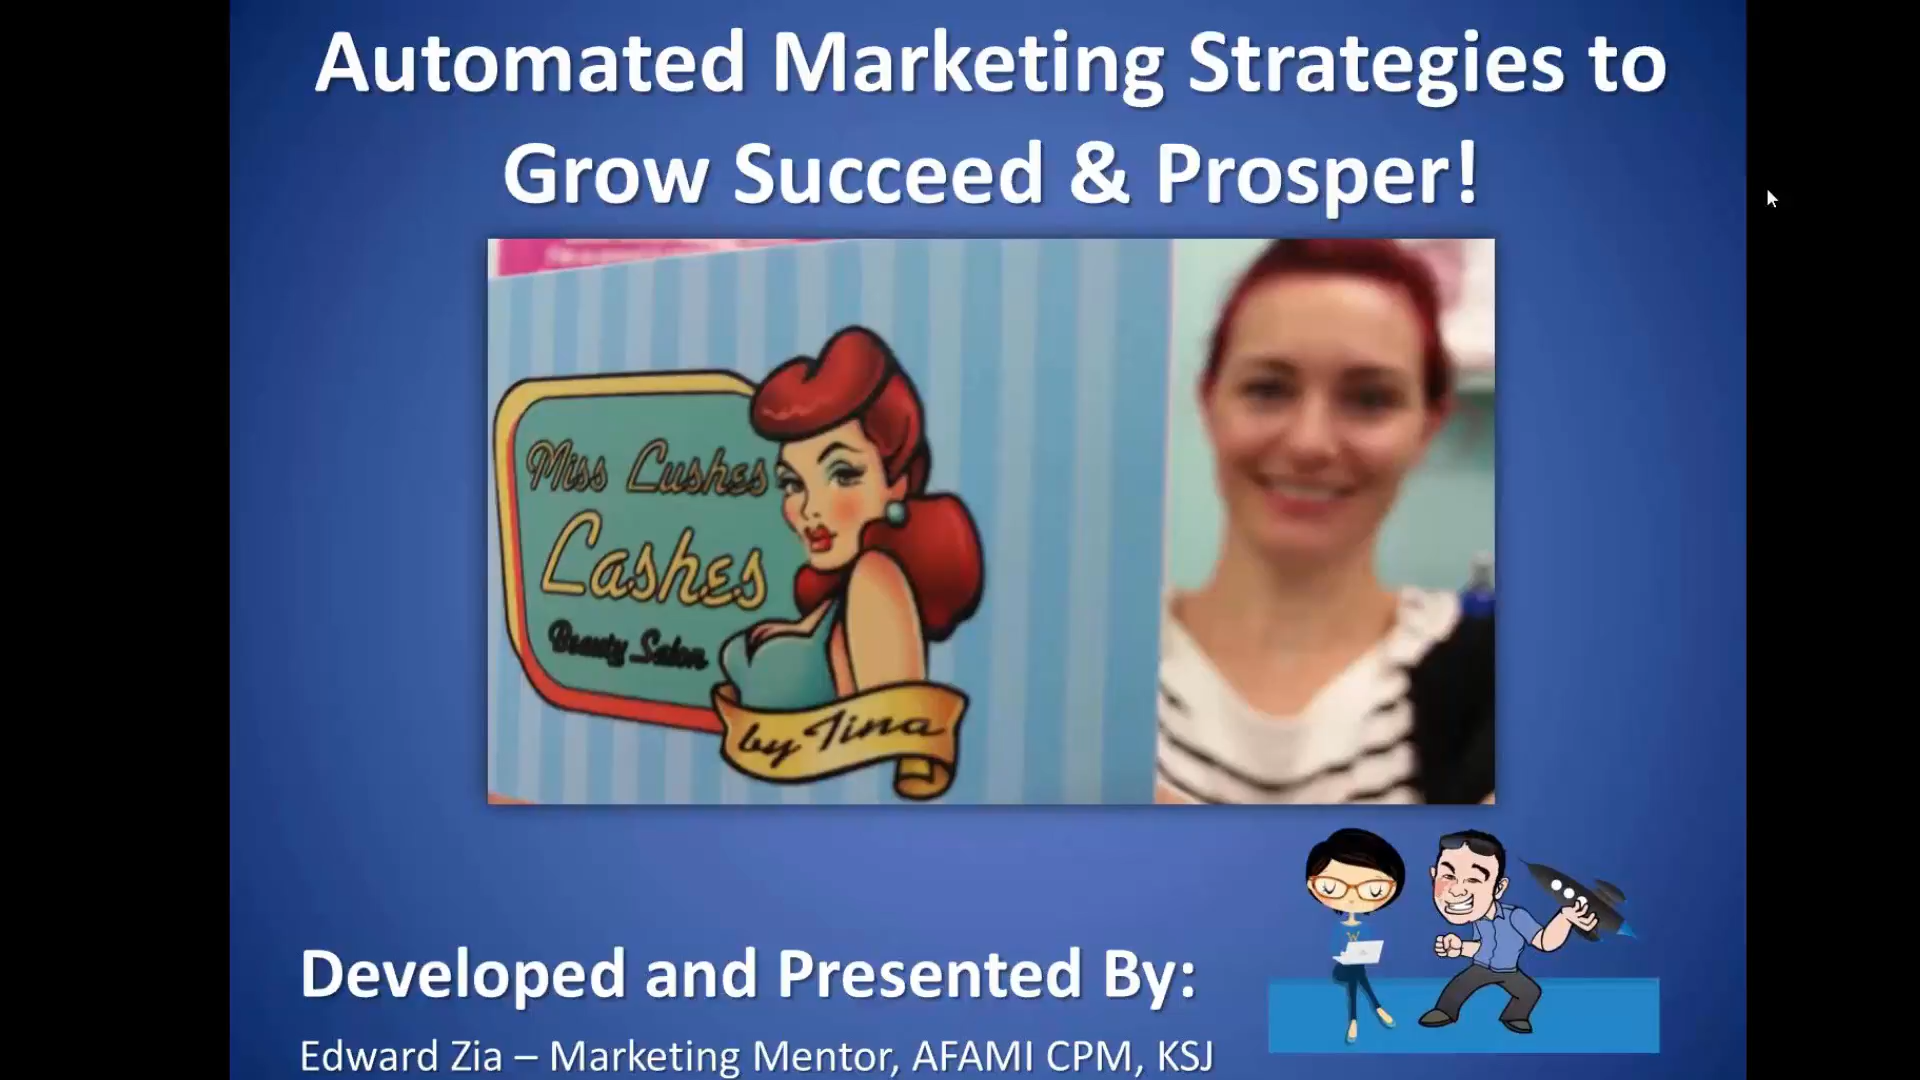 Automated Marketing Strategies to
Grow Succeed & Prosper!
Miss Lushes
Lashes
Beauty Salon
by Tina
Developed and Presented By:
Edward Zia – Marketing Mentor, AFAMI CPM, KSJ